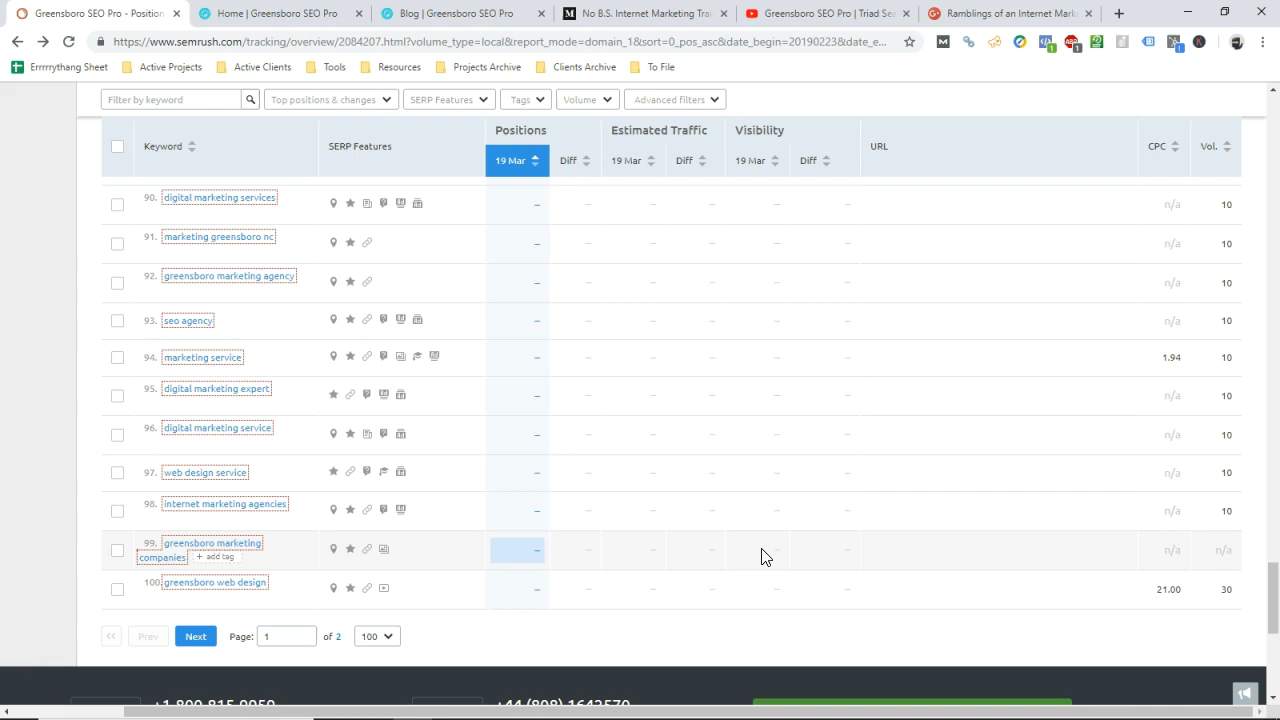 Greensboro SEO Pro - Position
Home | Greensboro SEO Pro
Blog | Greensboro SEO Pro
No B.S. Internet Marketing Trai
Greensboro SEO Pro | Triad Sea
Ramblings of an Internet Mark
https://www.semrush.com/tracking/overview/2084207.html?volume_type=local&report_mode=domain_1&sort=0_pos_asc&date_begin=20190223&date_e...
Errrrythang Sheet Active Projects Active Clients Tools Resources Projects Archive Clients Archive To File
Filter by keyword Top positions & changes SERP Features Tags Volume Advanced filters
Positions Estimated Traffic Visibility
Keyword SERP Features URL CPC Vol.
19 Mar Diff 19 Mar Diff 19 Mar Diff
90. digital marketing services – – – – – – n/a 10
91. marketing greensboro nc – – – – – – n/a 10
92. greensboro marketing agency – – – – – – n/a 10
93. seo agency – – – – – – n/a 10
94. marketing service – – – – – – 1.94 10
95. digital marketing expert – – – – – – n/a 10
96. digital marketing service – – – – – – n/a 10
97. web design service – – – – – – n/a 10
98. internet marketing agencies – – – – – – n/a 10
99. greensboro marketing – – – – – – n/a n/a
companies + add tag
100. greensboro web design – – – – – – 21.00 30
Prev Next Page: 1 of 2 100
+1-800-815-9959 +44 (808) 1642570